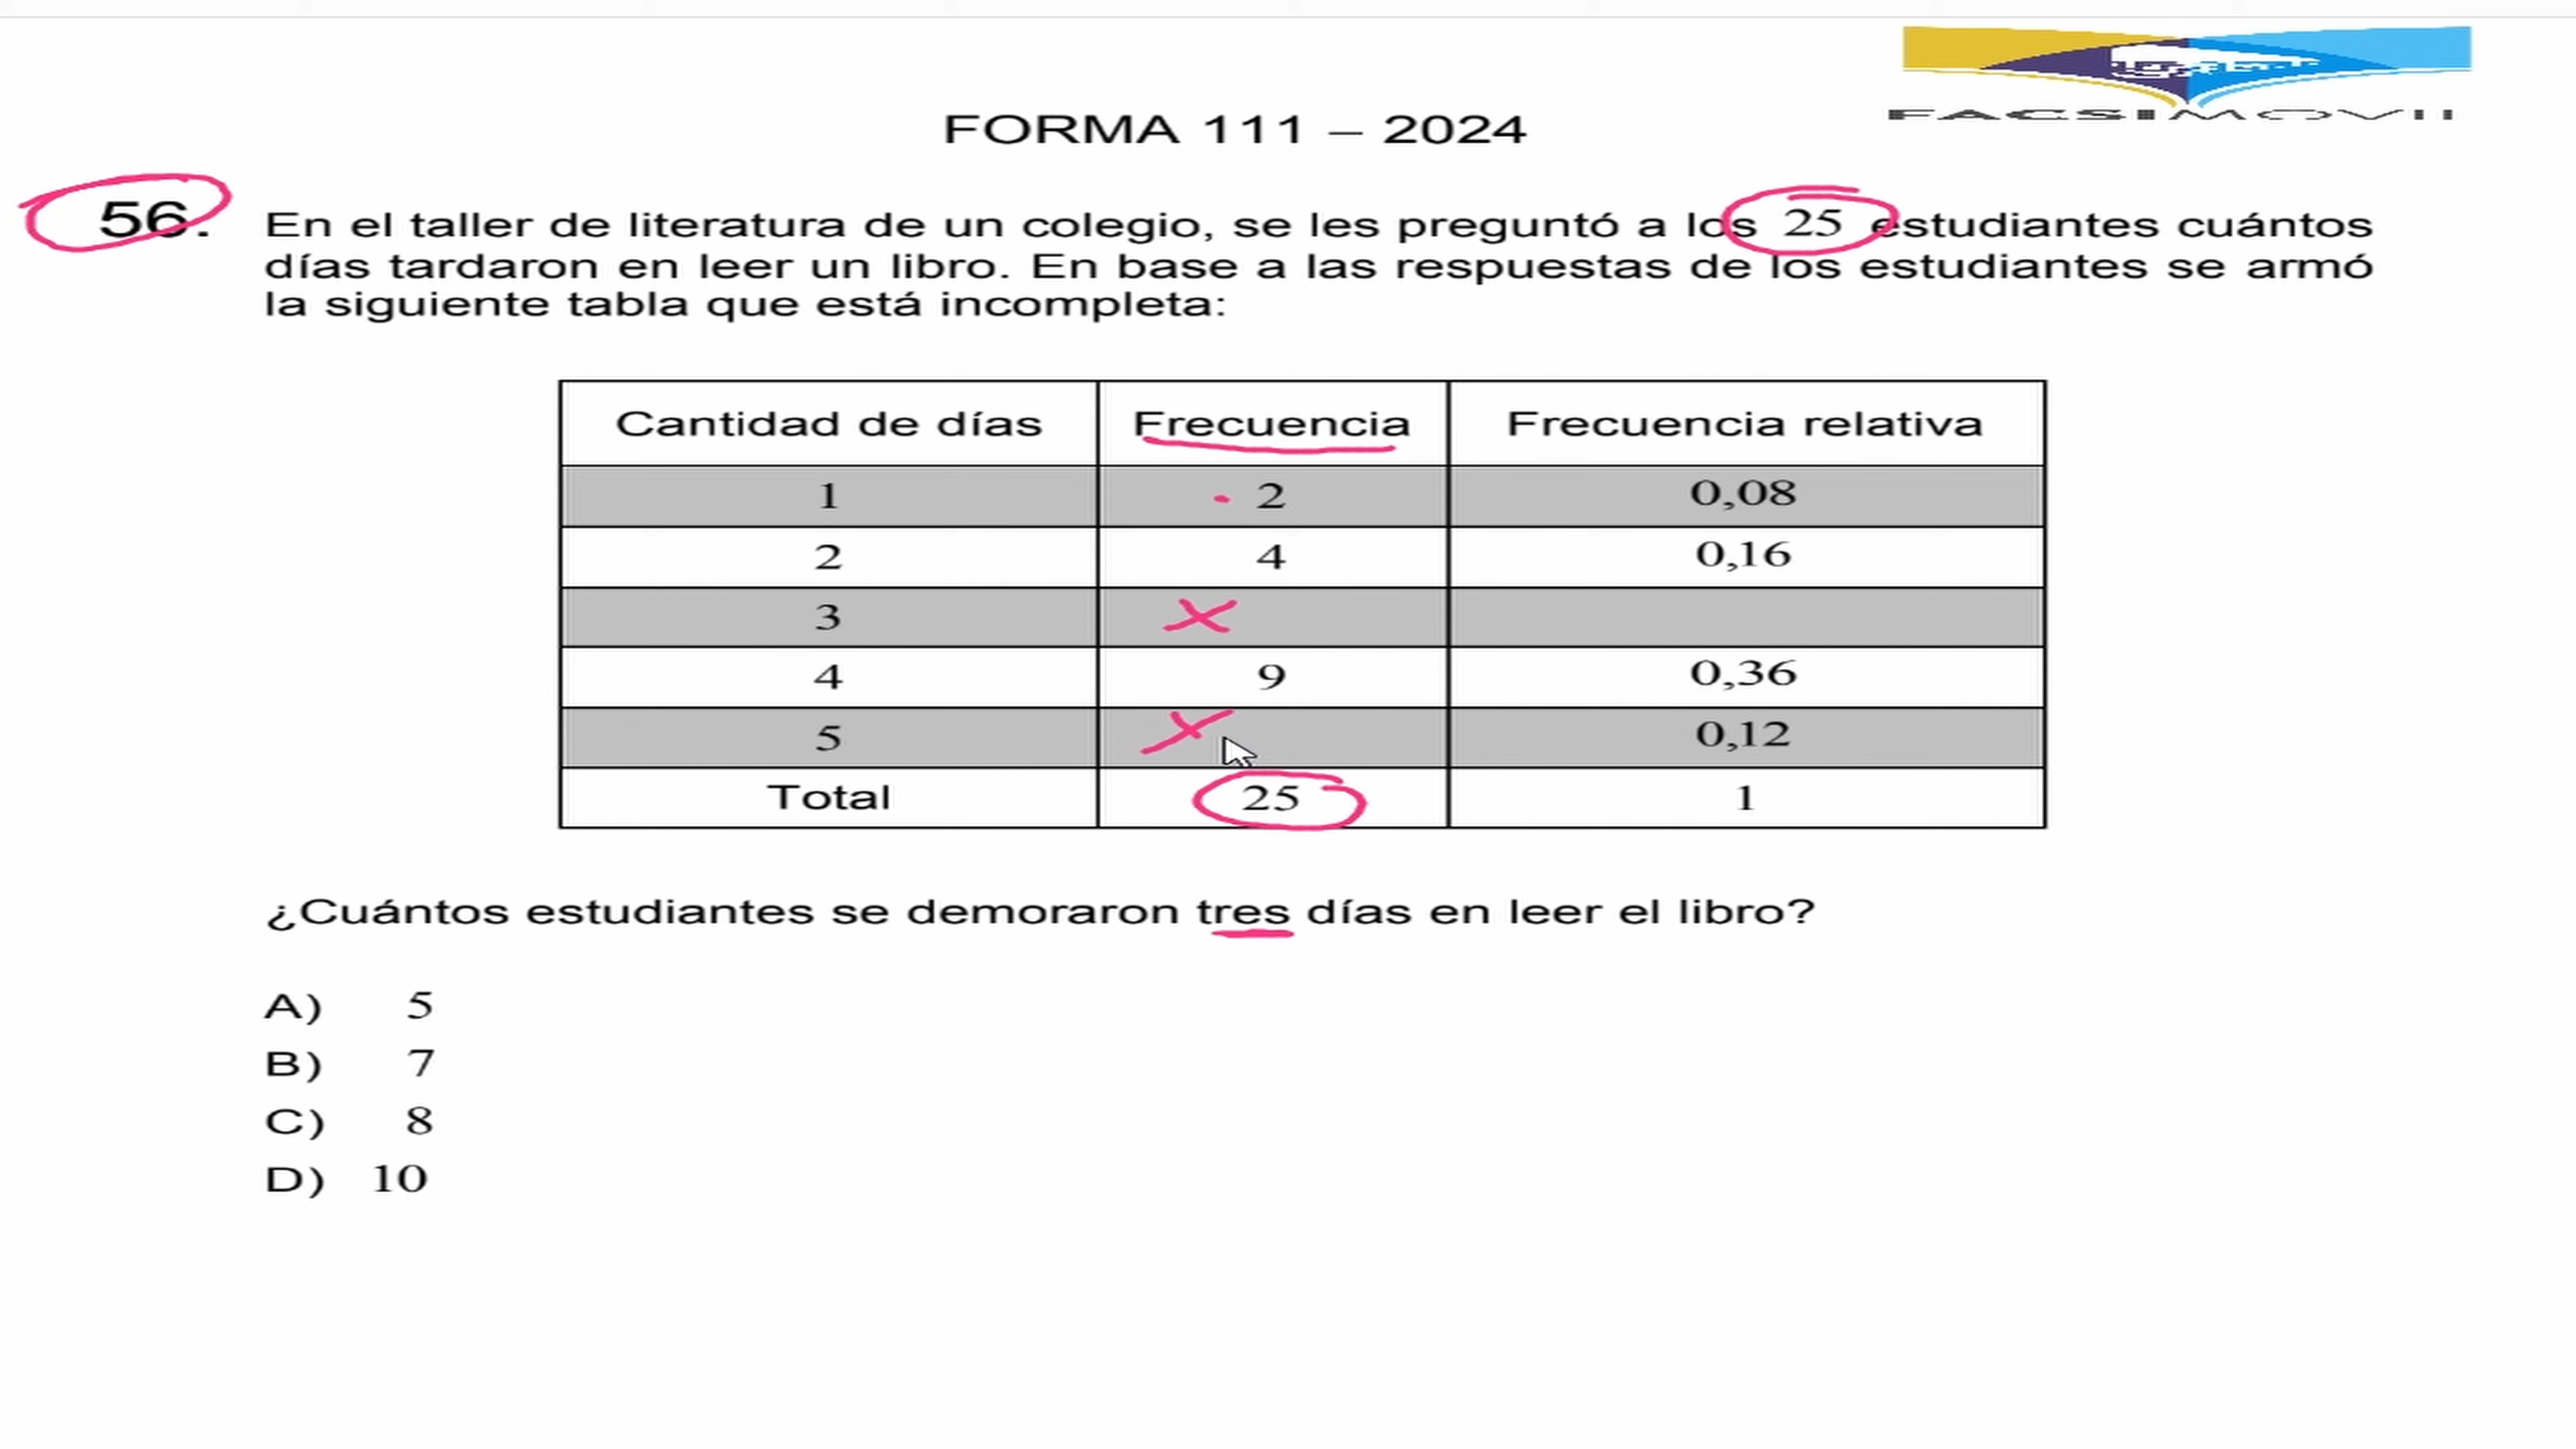 FACSIMOVIL
FORMA 111 – 2024
56. En el taller de literatura de un colegio, se les preguntó a los 25 estudiantes cuántos
días tardaron en leer un libro. En base a las respuestas de los estudiantes se armó
la siguiente tabla que está incompleta:
Cantidad de días Frecuencia Frecuencia relativa
1 2 0,08
2 4 0,16
3
4 9 0,36
5 0,12
Total 25 1
¿Cuántos estudiantes se demoraron tres días en leer el libro?
A) 5
B) 7
C) 8
D) 10